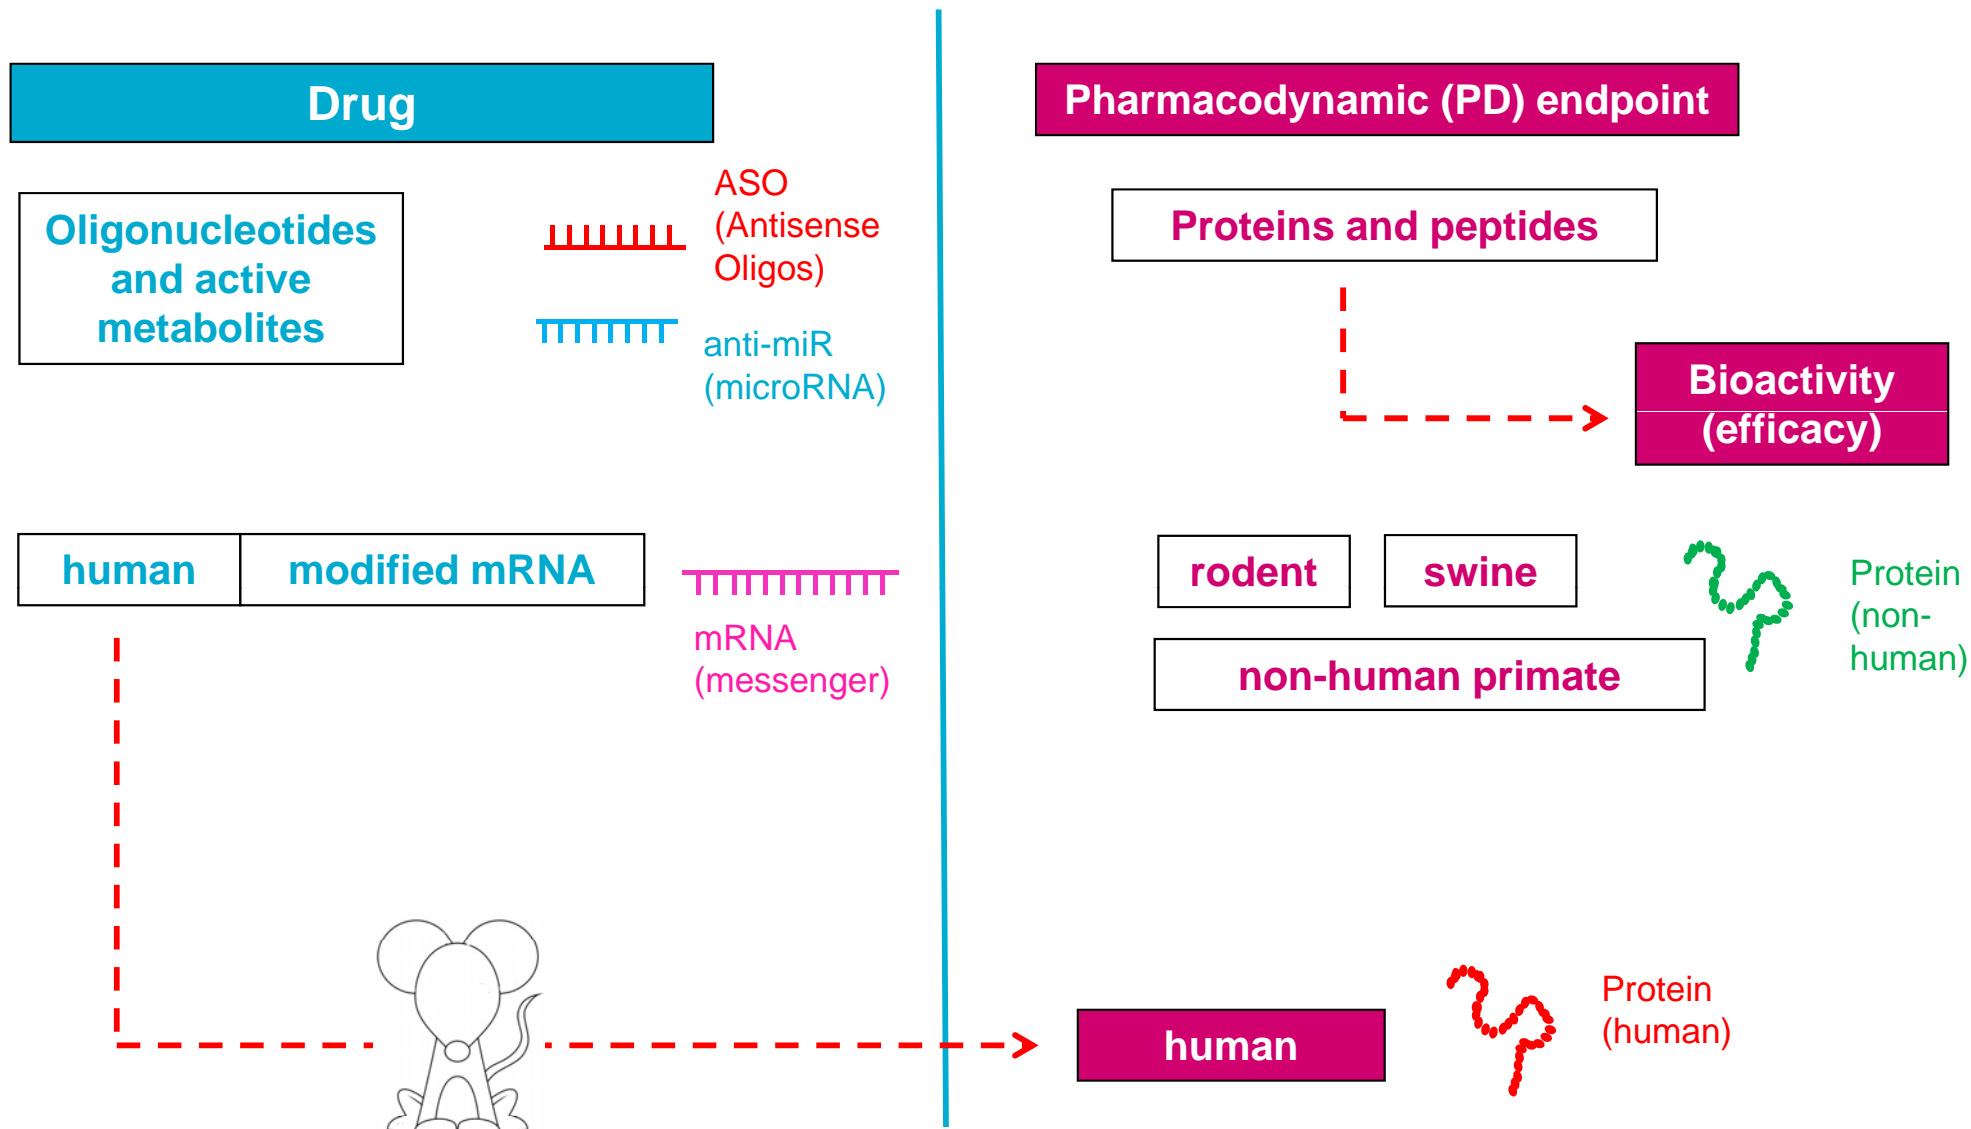 Drug
Oligonucleotides
and active
metabolites
ASO
(Antisense
Oligos)
anti-miR
(microRNA)
human
modified mRNA
mRNA
(messenger)
Pharmacodynamic (PD) endpoint
Proteins and peptides
Bioactivity
(efficacy)
rodent
swine
non-human primate
Protein
(non-
human)
human
Protein
(human)